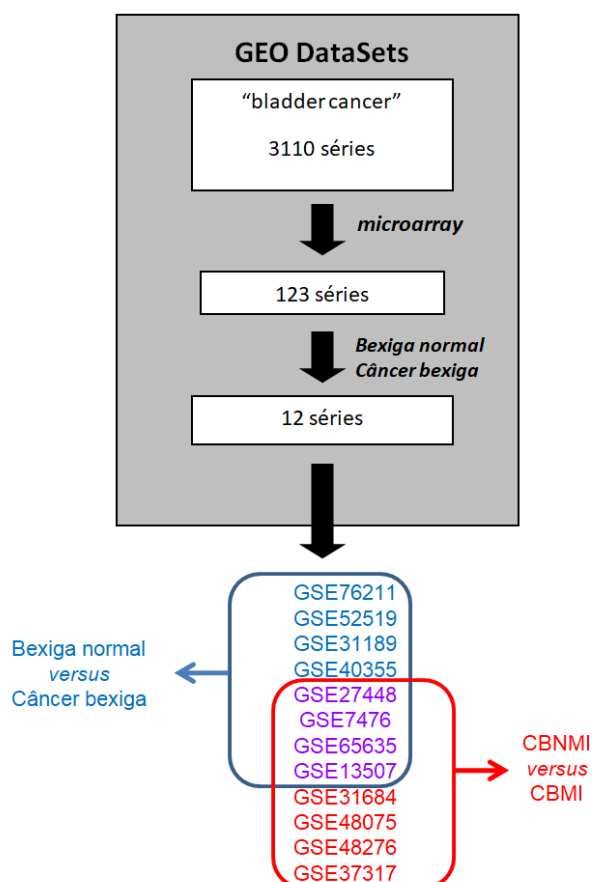 GEO DataSets
“bladder cancer”
3110 séries
microarray
123 séries
Bexiga normal
Câncer bexiga
12 séries
GSE76211
GSE52519
GSE31189
GSE40355
GSE27448
GSE7476
GSE65635
GSE13507
GSE31684
GSE48075
GSE48276
GSE37317
Bexiga normal
versus
Câncer bexiga
CBNMI
versus
CBMI